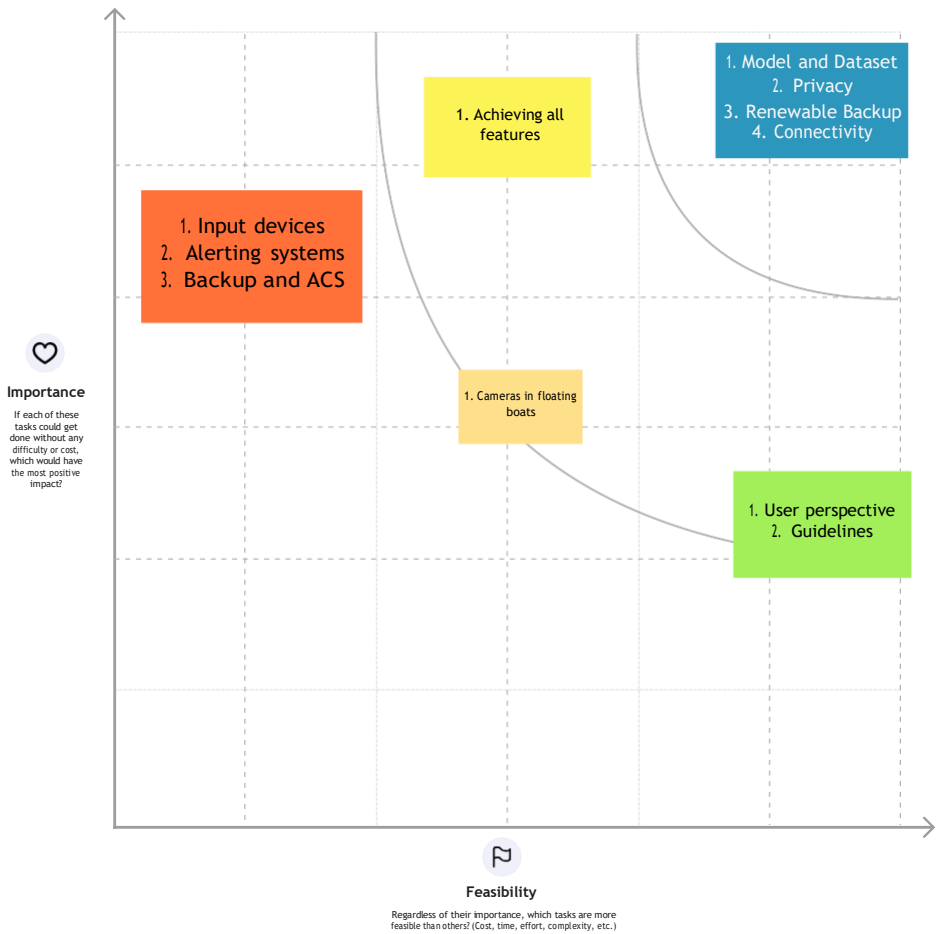 1. Model and Dataset
2. Privacy
3. Renewable Backup
4. Connectivity
1. Achieving all
features
1. Input devices
2. Alerting systems
3. Backup and ACS
Importance
If each of these
tasks could get
done without any
difficulty or cost,
which would have
the most positive
impact?
1. Cameras in floating
boats
1. User perspective
2. Guidelines
Feasibility
Regardless of their importance, which tasks are more
feasible than others? (Cost, time, effort, complexity, etc.)